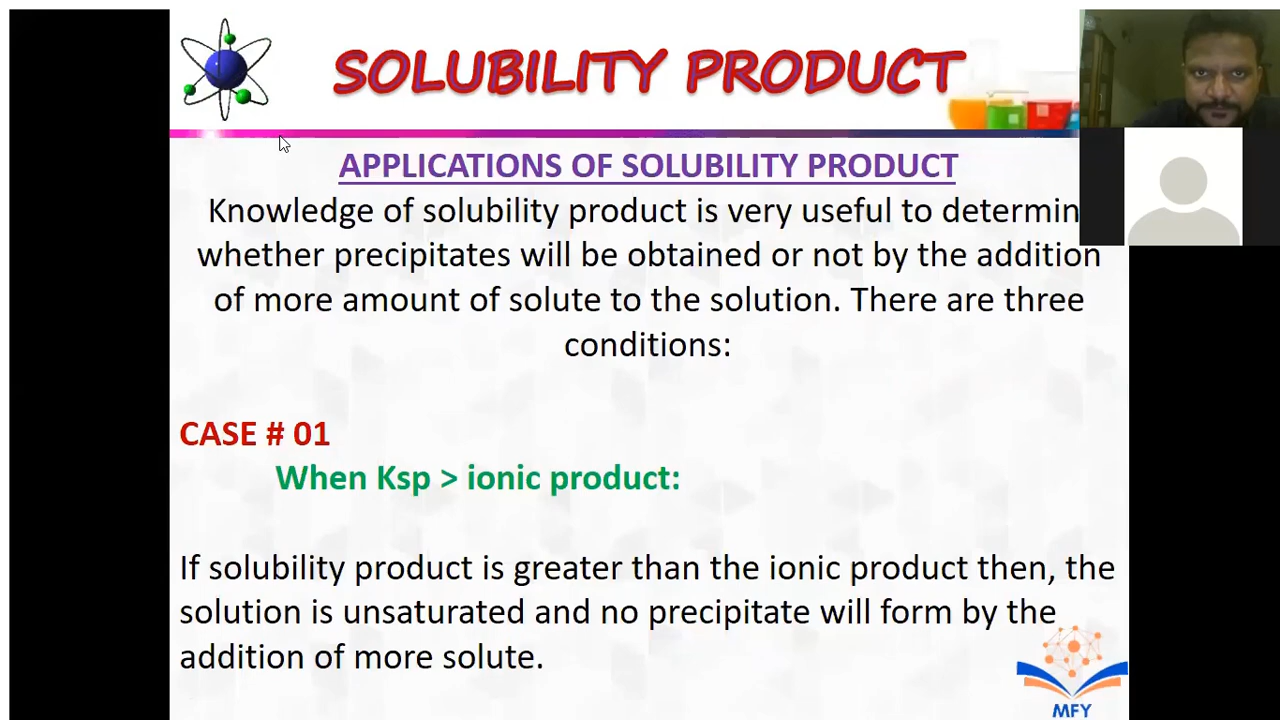 SOLUBILITY PRODUCT
APPLICATIONS OF SOLUBILITY PRODUCT
Knowledge of solubility product is very useful to determin
whether precipitates will be obtained or not by the addition
of more amount of solute to the solution. There are three
conditions:
CASE # 01
When Ksp > ionic product:
If solubility product is greater than the ionic product then, the
solution is unsaturated and no precipitate will form by the
addition of more solute.
MFY